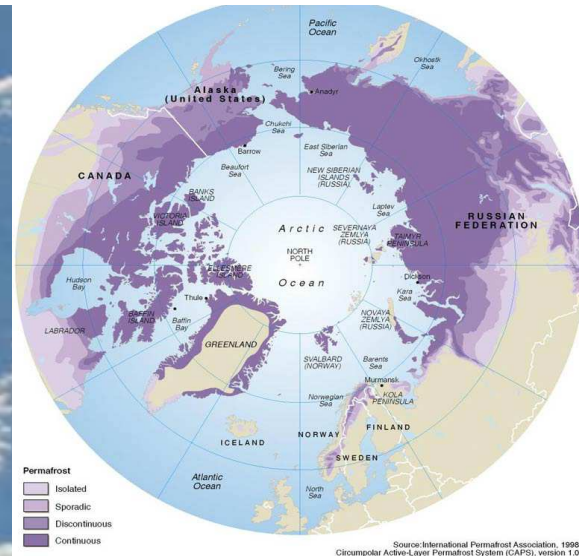 Pacific
Ocean
Okhostk
Sea
Bering
Sea
Alaska
(United States)
Anadyr
Chukchi
Sea
Barrow
East Siberian
Sea
Beaufort
Sea
CANADA
NEW SIBERIAN
ISLANDS
(RUSSIA)
BANKS
ISLAND
Laptev
Sea
VICTORIA
ISLAND
Arctic
SEVERNAYA
ZEMLYA
(RUSSIA)
TAIMYR
PENINSULA
RUSSIAN
FEDERATION
NORTH
POLE
ELLESMERE
ISLAND
Ocean
Dickson
Kara
Sea
Hudson
Bay
Thule
BAFFIN
ISLAND
Baffin
Bay
NOVAYA
ZEMLYA
(RUSSIA)
LABRADOR
GREENLAND
SVALBARD
(NORWAY)
Barents
Sea
Murmansk
KOLA
PENINSULA
Norwegian
Sea
FINLAND
NORWAY
ICELAND
SWEDEN
Atlantic
Ocean
North
Sea
Permafrost
Isolated
Sporadic
Discontinuous
Continuous
Source:International Permafrost Association, 1998.
Circumpolar Active-Layer Permafrost System (CAPS), version 1.0